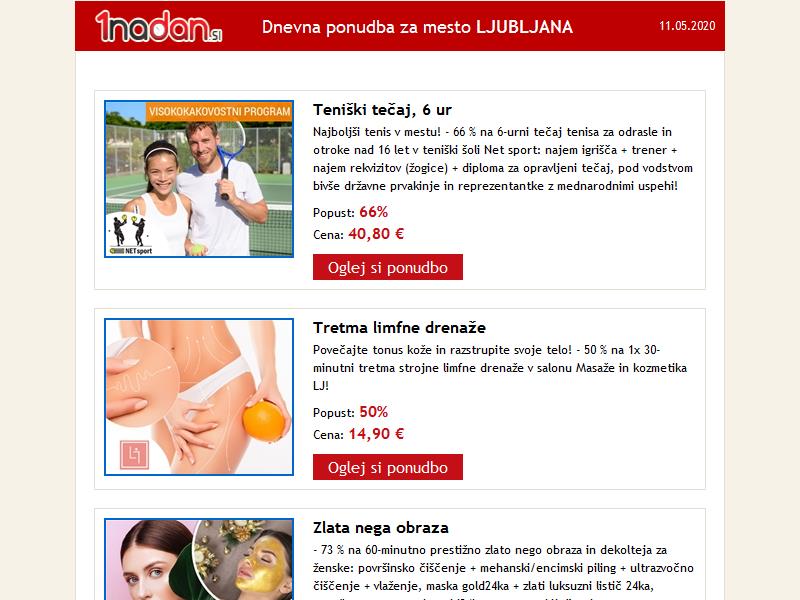 1nadan.si
Dnevna ponudba za mesto LJUBLJANA
11.05.2020
VISOKOKAKOVOSTNI PROGRAM
NETsport
Teniški tečaj, 6 ur
Najboljši tenis v mestu! - 66 % na 6-urni tečaj tenisa za odrasle in
otroke nad 16 let v teniški šoli Net sport: najem igrišča + trener +
najem rekvizitov (žogice) + diploma za opravljeni tečaj, pod vodstvom
bivše državne prvakinje in reprezentantke z mednarodnimi uspehi!
Popust: 66%
Cena: 40,80 €
Oglej si ponudbo
LJ
Tretma limfne drenaže
Povečajte tonus kože in razstrupite svoje telo! - 50 % na 1x 30-
minutni tretma strojne limfne drenaže v salonu Masaže in kozmetika
LJ!
Popust: 50%
Cena: 14,90 €
Oglej si ponudbo
Zlata nega obraza
- 73 % na 60-minutno prestižno zlato nego obraza in dekolteja za
ženske: površinsko čiščenje + mehanski/encimski piling + ultrazvočno
čiščenje + vlaženje, maska gold24ka + zlati luksuzni listič 24ka,